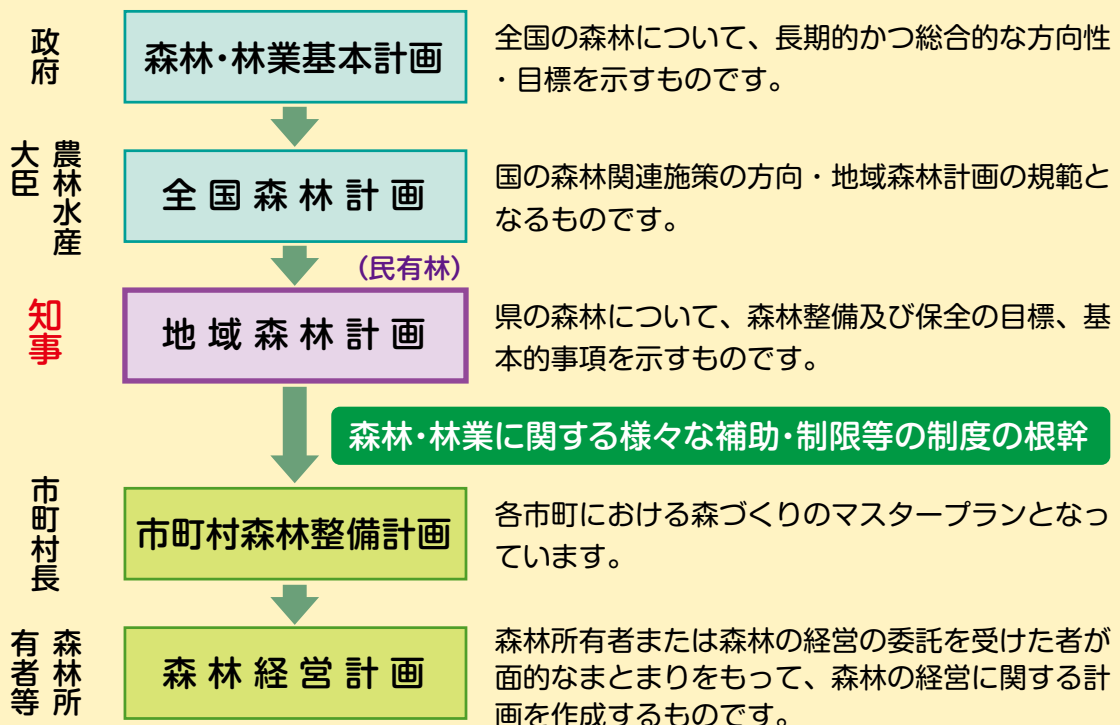 政府
森林・林業基本計画
全国の森林について、長期的かつ総合的な方向性
・目標を示すものです。
農林水産
大臣
全国森林計画
国の森林関連施策の方向・地域森林計画の規範と
なるものです。
（民有林）
知事
地域森林計画
県の森林について、森林整備及び保全の目標、基
本的事項を示すものです。
森林・林業に関する様々な補助・制限等の制度の根幹
市町村長
市町村森林整備計画
各市町における森づくりのマスタープランとなっ
ています。
森林所
有者等
森林経営計画
森林所有者または森林の経営の委託を受けた者が
面的なまとまりをもって、森林の経営に関する計
画を作成するものです。